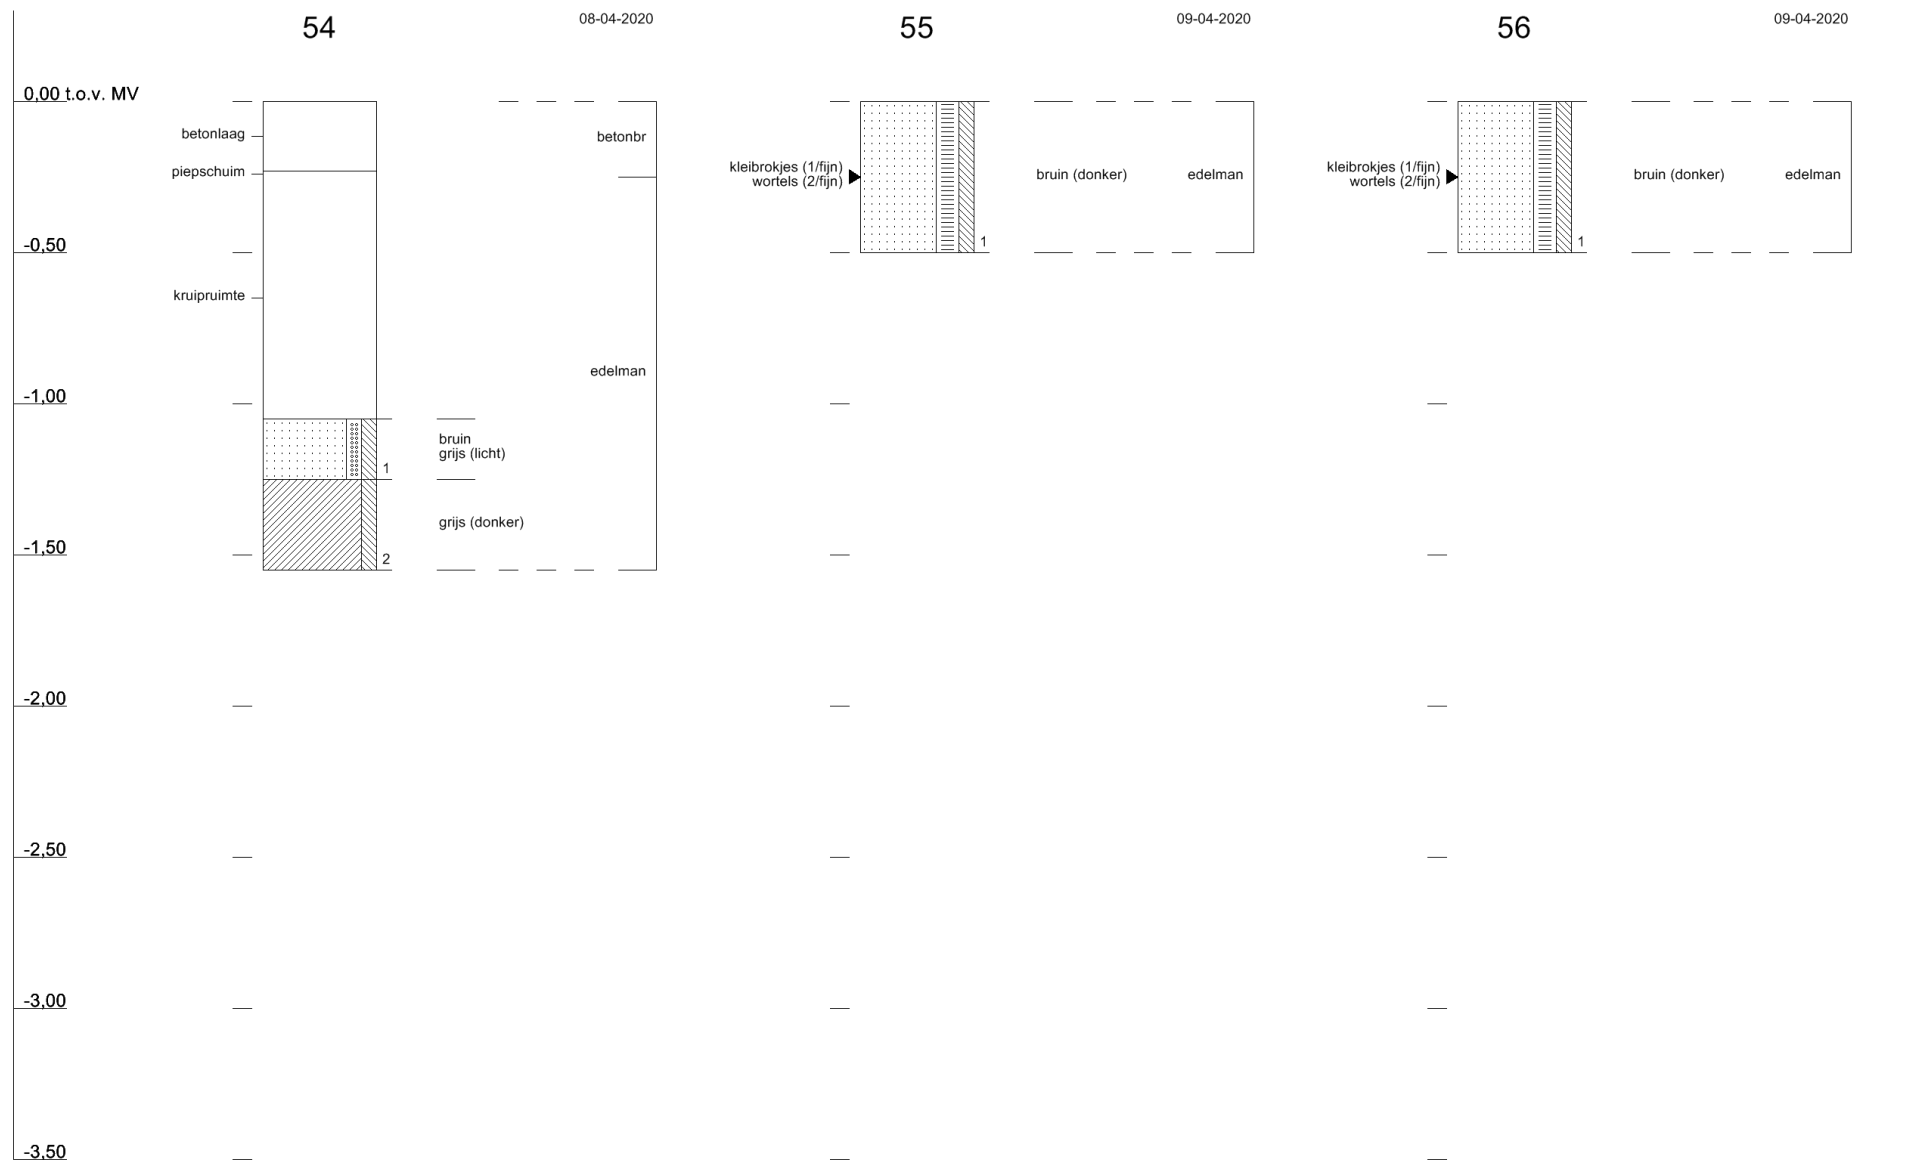 54
08-04-2020
55
09-04-2020
56
09-04-2020
0,00 t.o.v. MV
betonlaag
piepschuim
kruipruimte
betonbr
edelman
bruin
grijs (licht)
1
grijs (donker)
2
kleibrokjes (1/fijn)
wortels (2/fijn)
bruin (donker)
edelman
1
kleibrokjes (1/fijn)
wortels (2/fijn)
bruin (donker)
edelman
1
-0,50
-1,00
-1,50
-2,00
-2,50
-3,00
-3,50